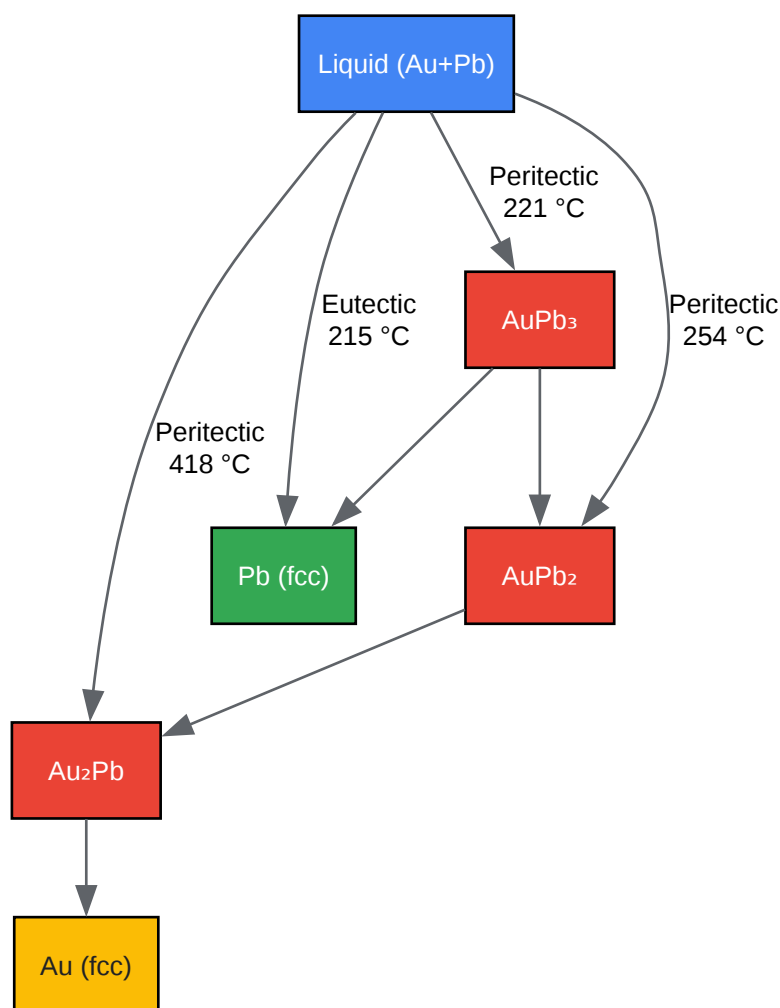 Liquid (Au+Pb)
Peritectic
221 °C
Eutectic
215 °C
AuPb₃
Peritectic
254 °C
Peritectic
418 °C
Pb (fcc)
AuPb₂
Au₂Pb
Au (fcc)